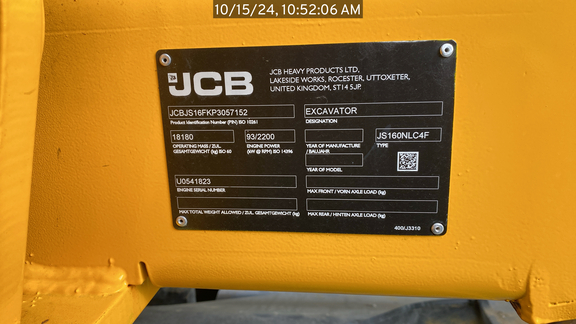 10/15/24, 10:52:06 AM
JCB
JCB HEAVY PRODUCTS LTD,
LAKESIDE WORKS, ROCESTER, UTTOXETER,
UNITED KINGDOM, ST14 5JP.
JCBJS16FKP3057152
Product Identification Number (PIN) ISO 10261
EXCAVATOR
DESIGNATION
18180
OPERATING MASS / ZUL.
GESAMTGEWICHT (kg) ISO 60
93/2200
ENGINE POWER
(kW @ RPM) ISO 14396
YEAR OF MANUFACTURE
/ BAUJAHR
JS160NLC4F
TYPE
YEAR OF MODEL
U0541823
ENGINE SERIAL NUMBER
MAX FRONT / VORN AXLE LOAD (kg)
MAX TOTAL WEIGHT ALLOWED / ZUL. GESAMTGEWICHT (kg)
MAX REAR / HINTEN AXLE LOAD (kg)
400/J3310